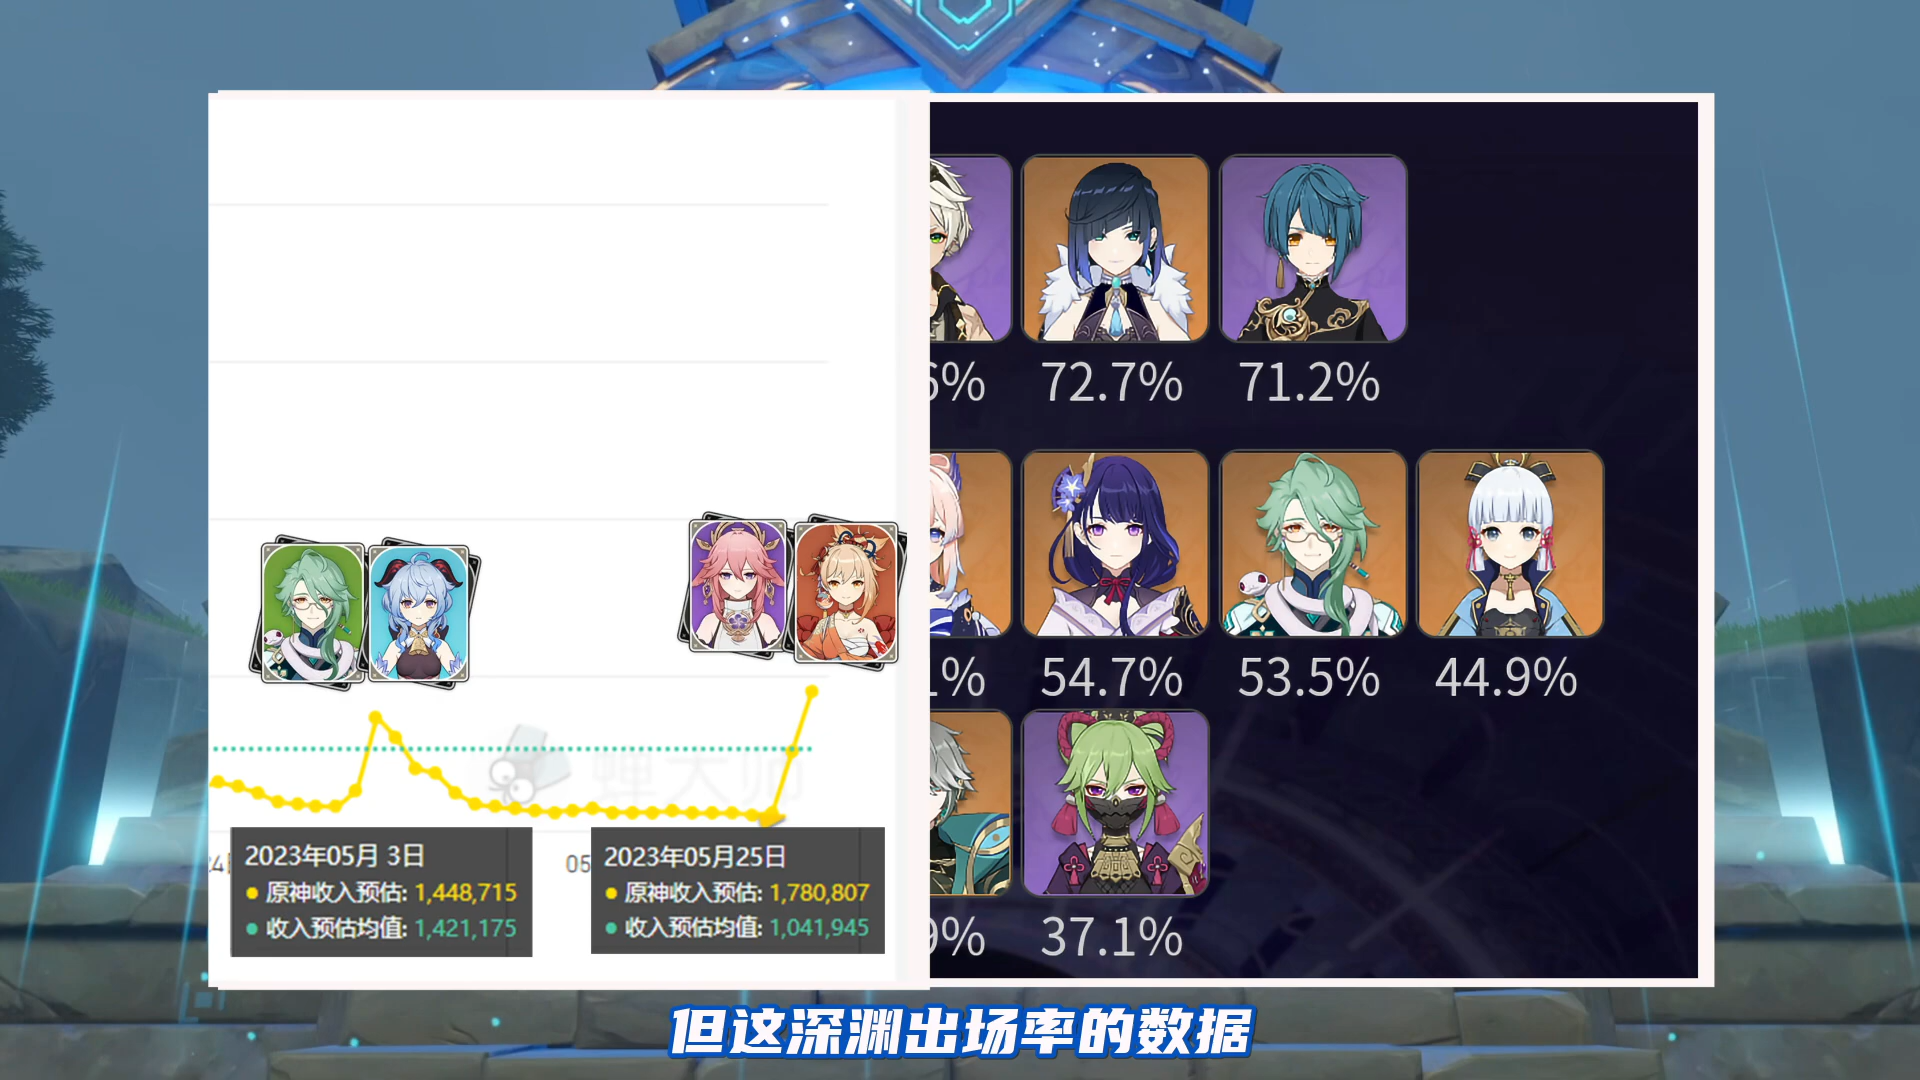 蝉大师
24
2023年05月 3日
原神收入预估: 1,448,715
收入预估均值: 1,421,175
05
2023年05月25日
原神收入预估: 1,780,807
收入预估均值: 1,041,945
6% 72.7% 71.2%
1% 54.7% 53.5% 44.9%
9% 37.1%
但这深渊出场率的数据